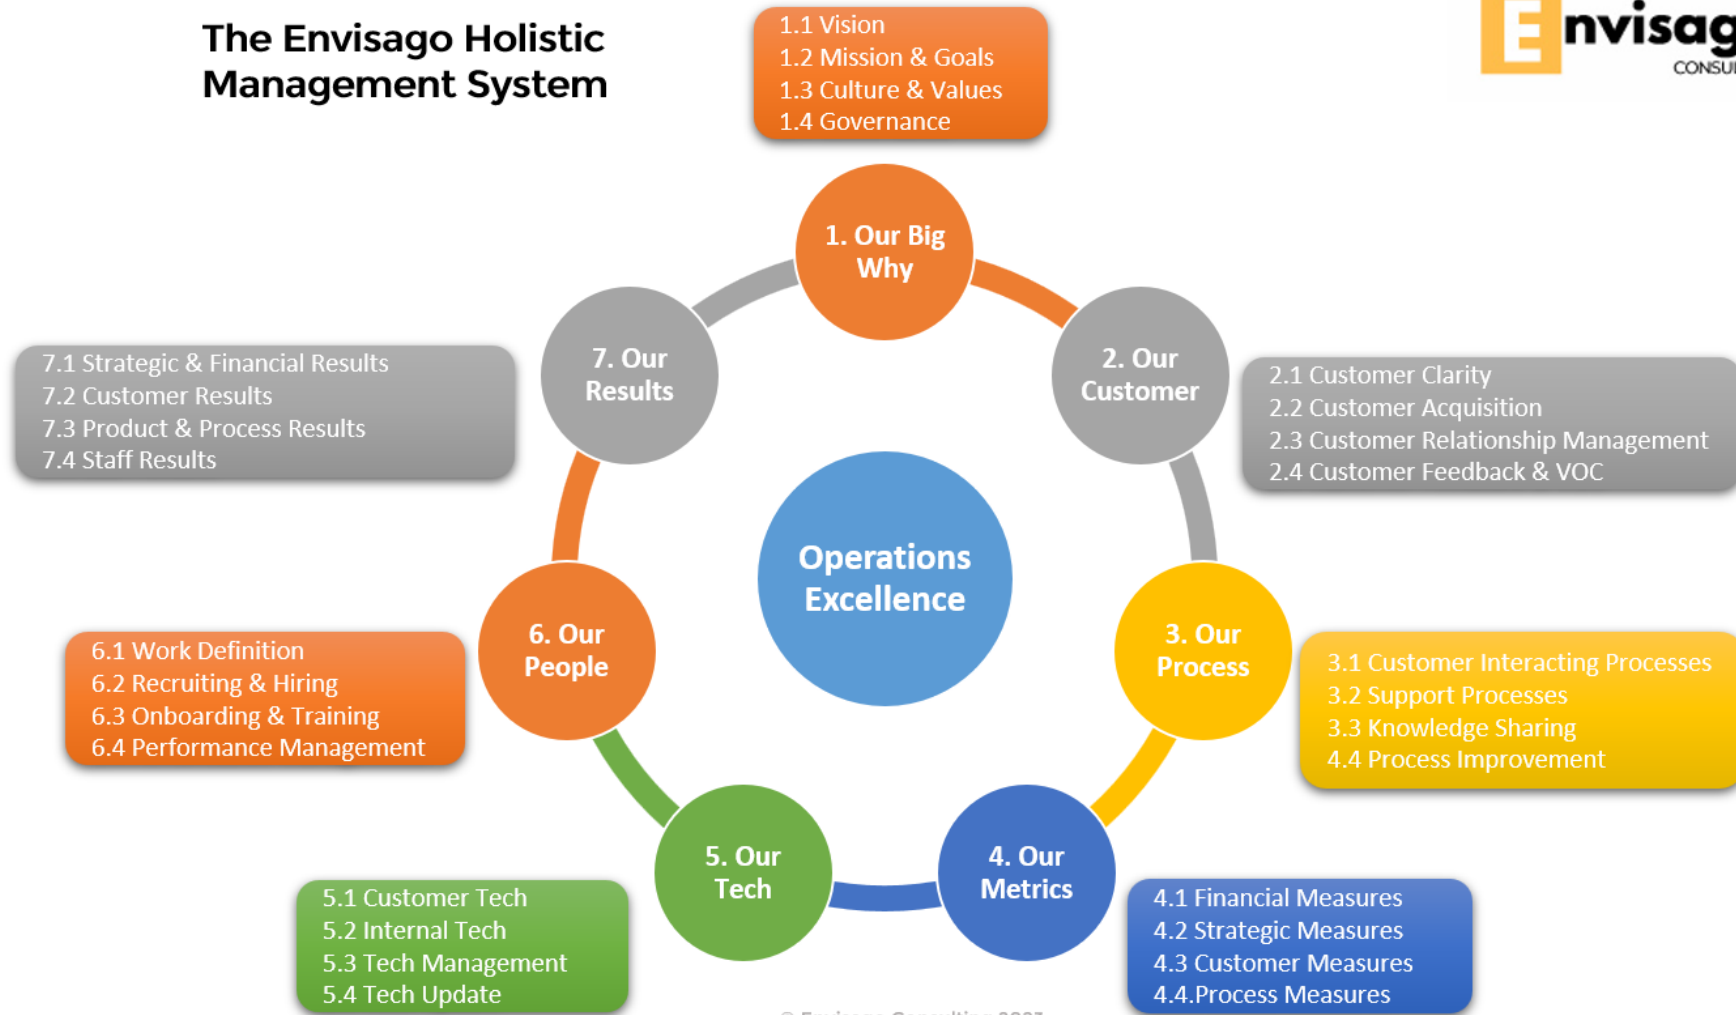 The Envisago Holistic
Management System
Envisag
CONSUL
1.1 Vision
1.2 Mission & Goals
1.3 Culture & Values
1.4 Governance
1. Our Big
Why
2. Our
Customer
2.1 Customer Clarity
2.2 Customer Acquisition
2.3 Customer Relationship Management
2.4 Customer Feedback & VOC
3. Our
Process
3.1 Customer Interacting Processes
3.2 Support Processes
3.3 Knowledge Sharing
4.4 Process Improvement
4. Our
Metrics
4.1 Financial Measures
4.2 Strategic Measures
4.3 Customer Measures
4.4.Process Measures
5. Our
Tech
5.1 Customer Tech
5.2 Internal Tech
5.3 Tech Management
5.4 Tech Update
6. Our
People
6.1 Work Definition
6.2 Recruiting & Hiring
6.3 Onboarding & Training
6.4 Performance Management
7. Our
Results
7.1 Strategic & Financial Results
7.2 Customer Results
7.3 Product & Process Results
7.4 Staff Results
Operations
Excellence
© Envisago Consulting 2023